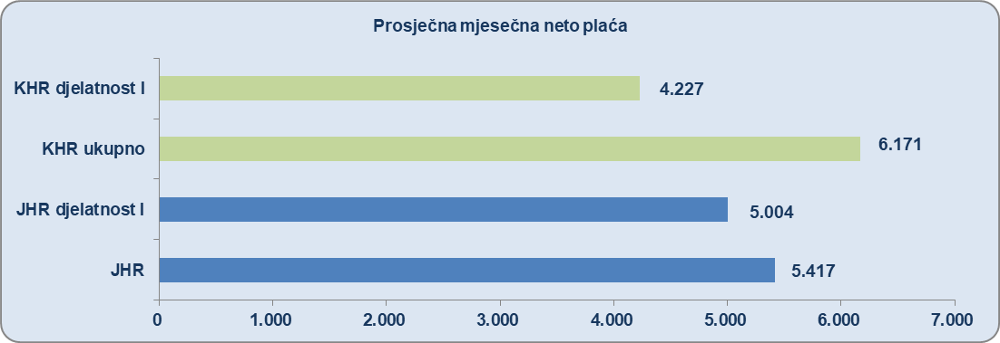 Prosječna mjesečna neto plaća
KHR djelatnost I
4.227
KHR ukupno
6.171
JHR djelatnost I
5.004
JHR
5.417
0 1.000 2.000 3.000 4.000 5.000 6.000 7.000